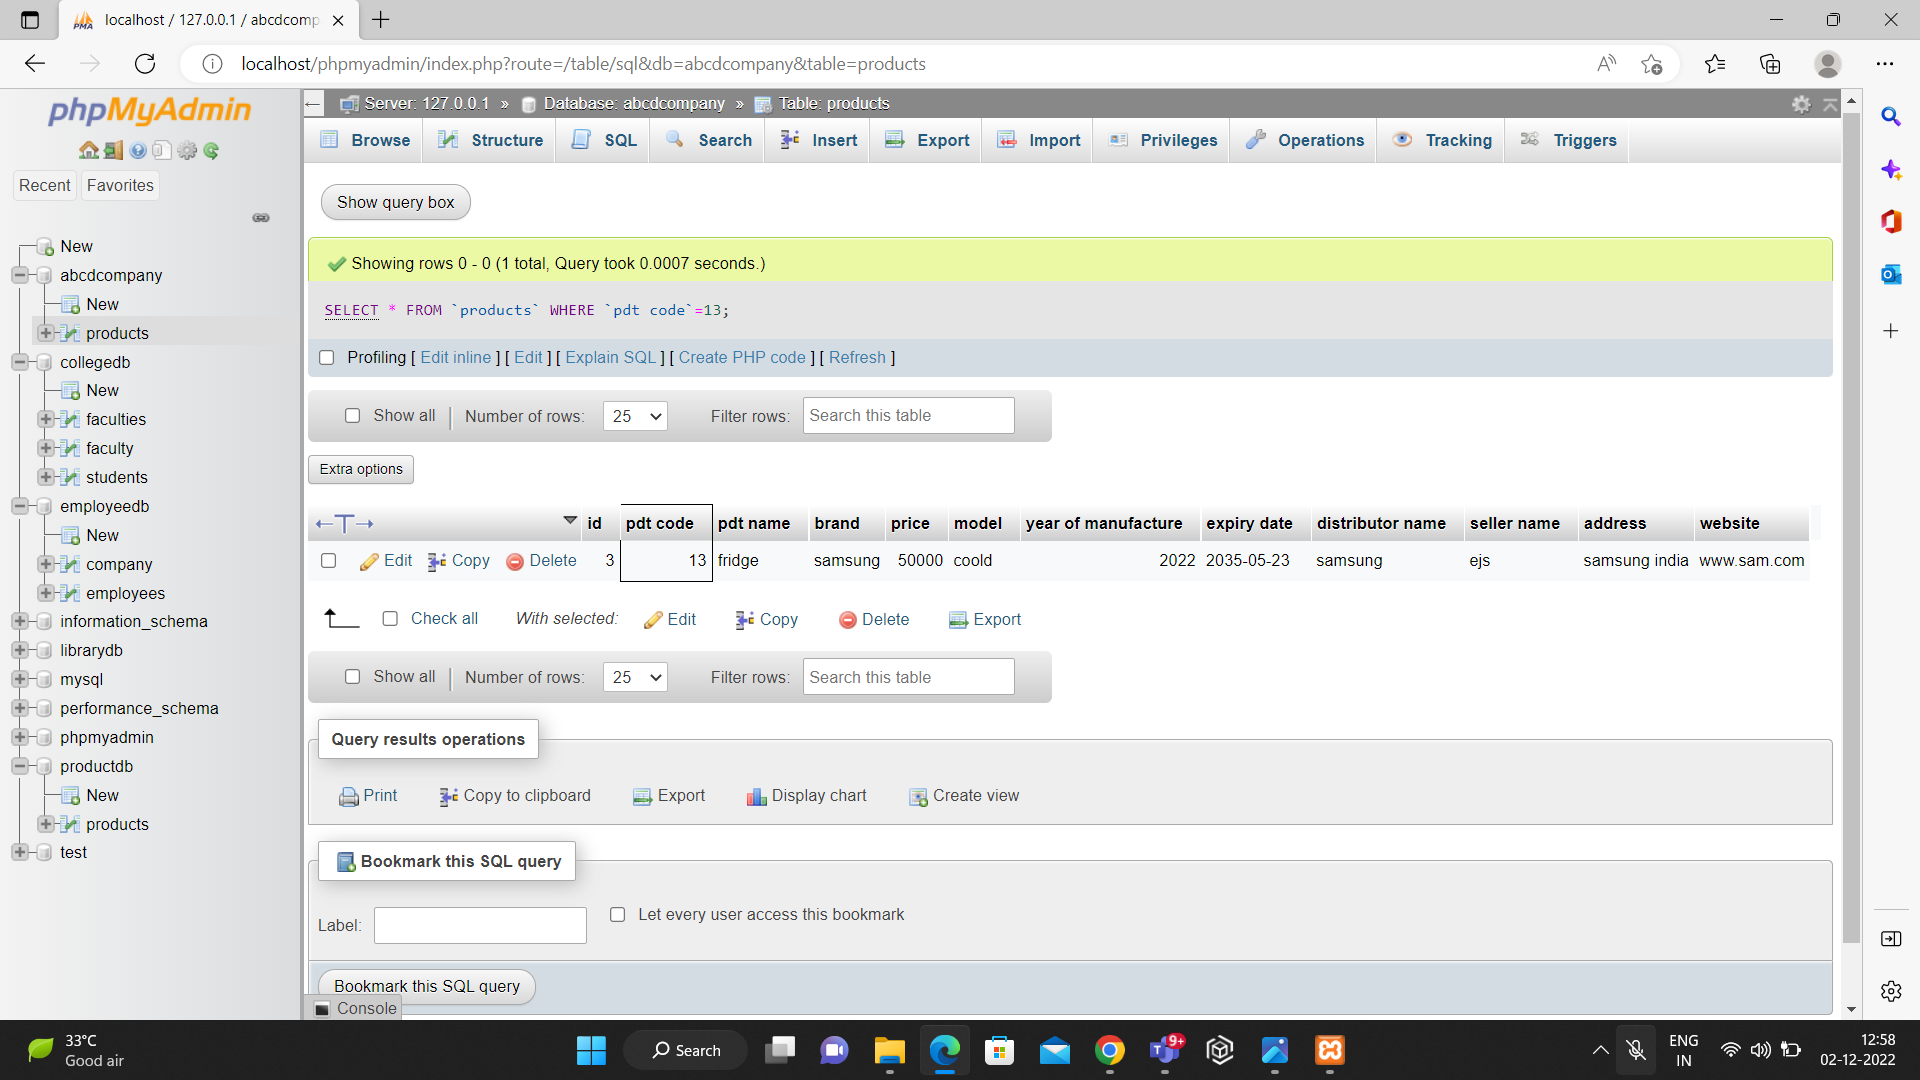 localhost / 127.0.0.1 / abcdcomp
localhost/phpmyadmin/index.php?route=/table/sql&db=abcdcompany&table=products
phpMyAdmin
Recent Favorites
New
abcdcompany
New
products
collegedb
New
faculties
faculty
students
employeedb
New
company
employees
information_schema
librarydb
mysql
performance_schema
phpmyadmin
productdb
New
products
test
Server: 127.0.0.1 » Database: abcdcompany » Table: products
Browse Structure SQL Search Insert Export Import Privileges Operations Tracking Triggers
Show query box
Showing rows 0 - 0 (1 total, Query took 0.0007 seconds.)
SELECT * FROM `products` WHERE `pdt code`=13;
Profiling [ Edit inline ] [ Edit ] [ Explain SQL ] [ Create PHP code ] [ Refresh ]
Show all Number of rows: 25 Filter rows: Search this table
Extra options
id pdt code pdt name brand price model year of manufacture expiry date distributor name seller name address website
Edit Copy Delete 3 13 fridge samsung 50000 coold 2022 2035-05-23 samsung ejs samsung india www.sam.com
Check all With selected: Edit Copy Delete Export
Show all Number of rows: 25 Filter rows: Search this table
Query results operations
Print Copy to clipboard Export Display chart Create view
Bookmark this SQL query
Label: Let every user access this bookmark
Bookmark this SQL query
Console
33°C
Good air
Search
9+
ENG
IN
12:58
02-12-2022